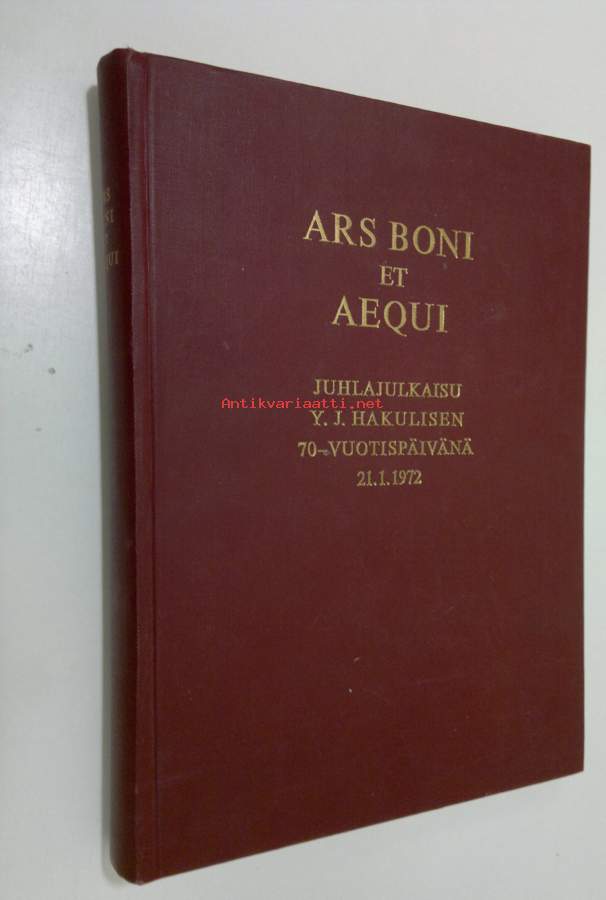 ARS BONI
ET
AEQUI
JUHLAJULKAISU
Antikvariaatti.net
Y. J. HAKULISEN
70-VUOTISPÄIVÄNÄ
21.1.1972